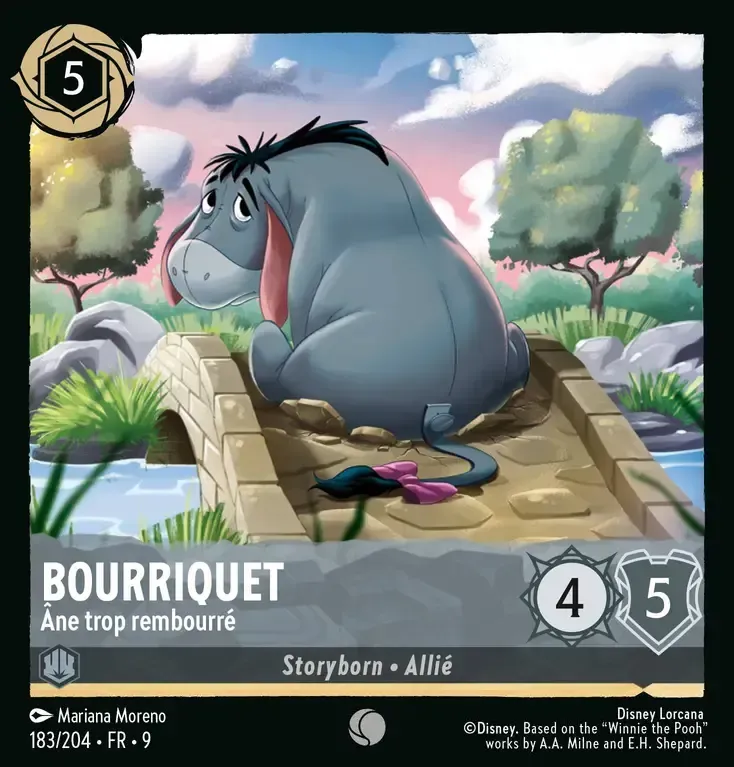 5
BOURRIQUET
Âne trop rembourré
4
5
Storyborn • Allié
Mariana Moreno
183/204 • FR • 9
Disney Lorcana
©Disney. Based on the “Winnie the Pooh”
works by A.A. Milne and E.H. Shepard.